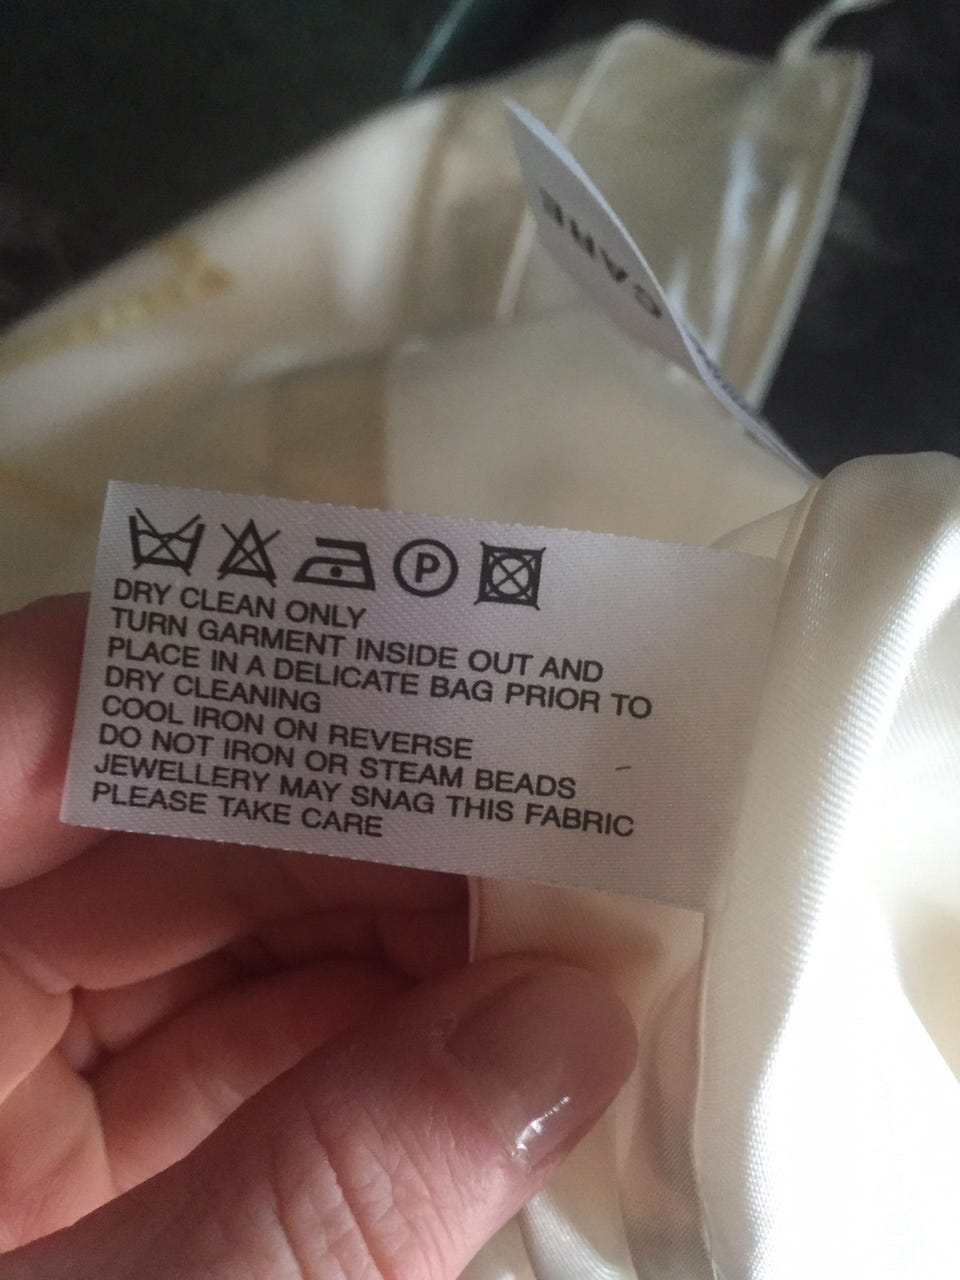 CARE
P
DRY CLEAN ONLY
TURN GARMENT INSIDE OUT AND
PLACE IN A DELICATE BAG PRIOR TO
DRY CLEANING
COOL IRON ON REVERSE
DO NOT IRON OR STEAM BEADS
JEWELLERY MAY SNAG THIS FABRIC
PLEASE TAKE CARE